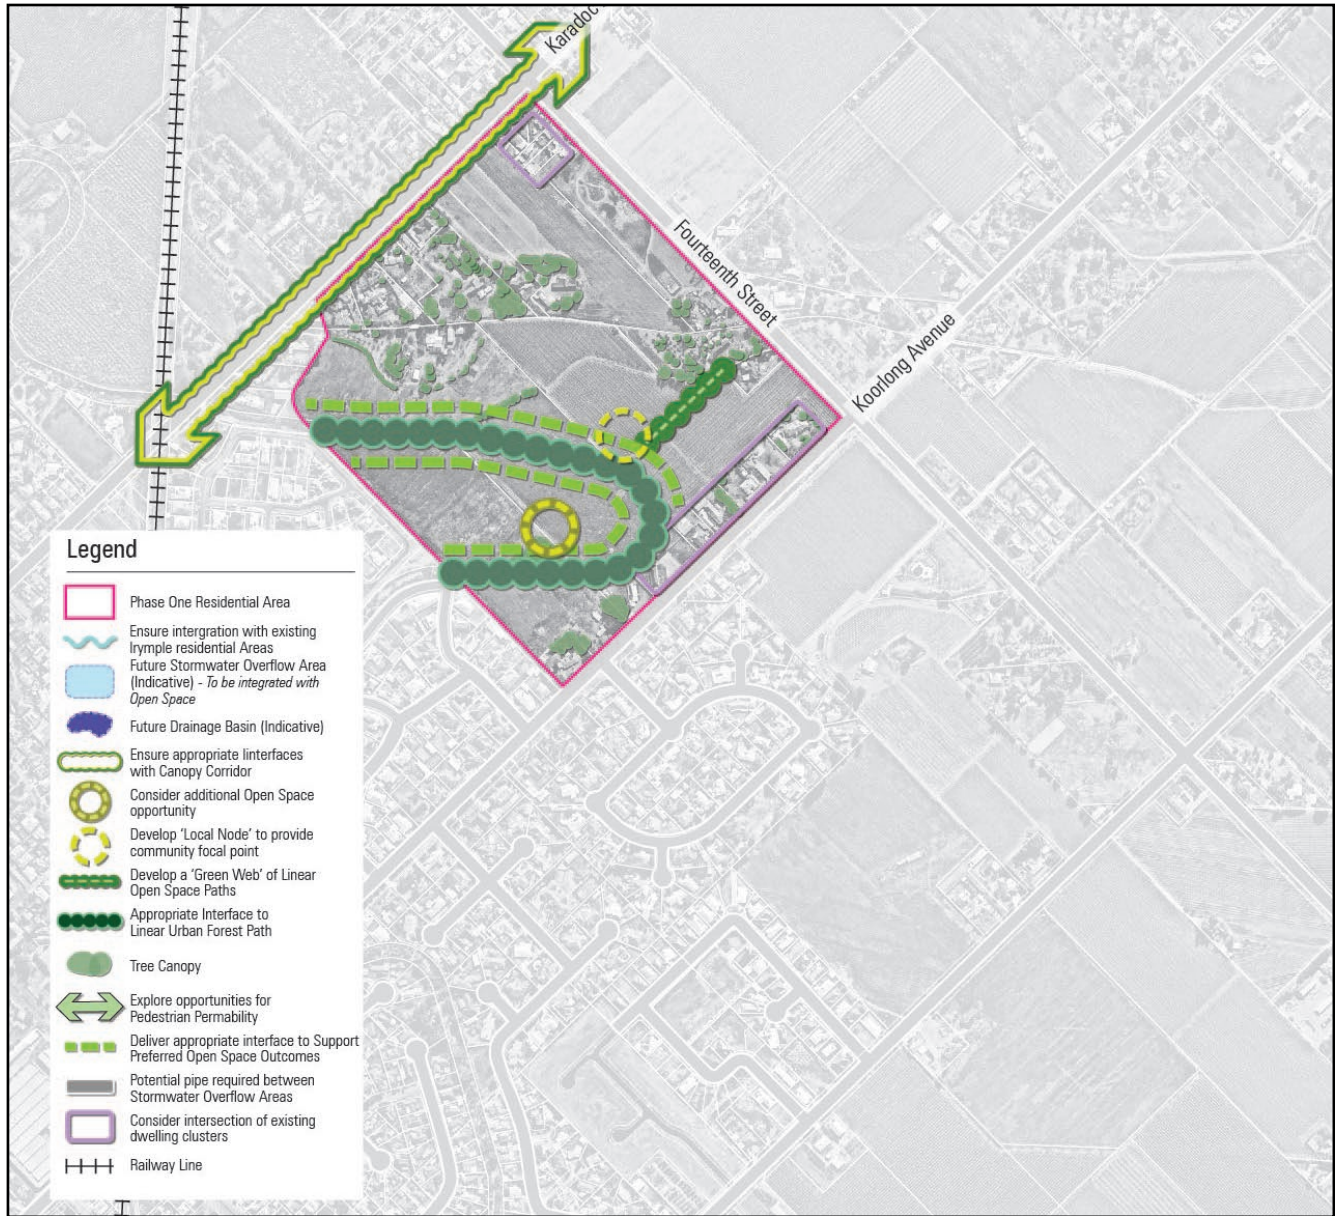 Karadoc
Fourteenth Street
Koorlong Avenue
Legend
Phase One Residential Area
Ensure intergration with existing
Irymple residential Areas
Future Stormwater Overflow Area
(Indicative) - To be integrated with
Open Space
Future Drainage Basin (Indicative)
Ensure appropriate linterfaces
with Canopy Corridor
Consider additional Open Space
opportunity
Develop 'Local Node' to provide
community focal point
Develop a 'Green Web' of Linear
Open Space Paths
Appropriate Interface to
Linear Urban Forest Path
Tree Canopy
Explore opportunities for
Pedestrian Permability
Deliver appropriate interface to Support
Preferred Open Space Outcomes
Potential pipe required between
Stormwater Overflow Areas
Consider intersection of existing
dwelling clusters
Railway Line